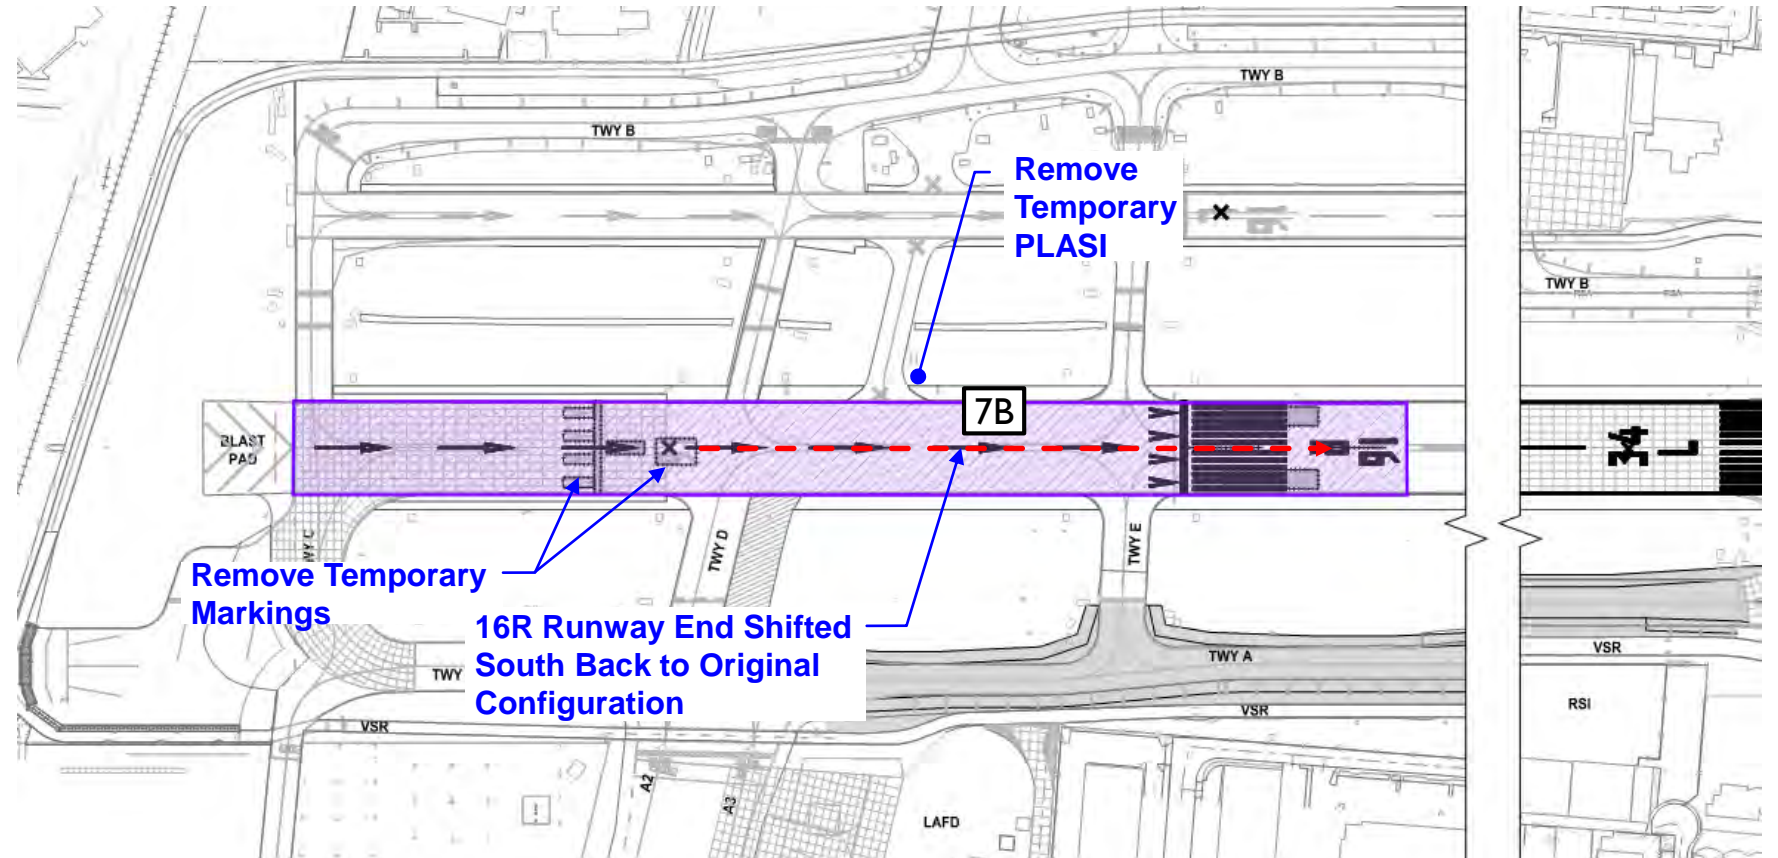 TWY B
TWY B
Remove
Temporary
PLASI
TWY B
7B
BLAST
PAD
TWY D
TWY E
Remove Temporary
Markings
16R Runway End Shifted
South Back to Original
Configuration
TWY A
TWY
VSR
VSR
VSR
RSI
A2
A3
LAFD